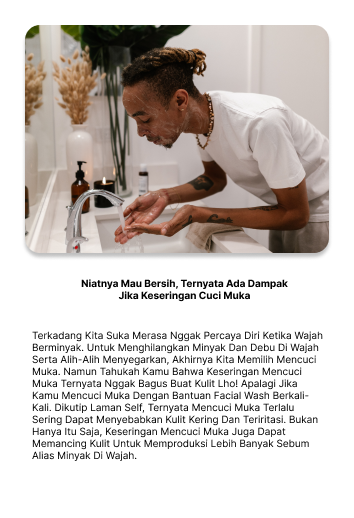 Niatnya Mau Bersih, Ternyata Ada Dampak
Jika Keseringan Cuci Muka
Terkadang Kita Suka Merasa Nggak Percaya Diri Ketika Wajah
Berminyak. Untuk Menghilangkan Minyak Dan Debu Di Wajah
Serta Alih-Alih Menyegarkan, Akhirnya Kita Memilih Mencuci
Muka. Namun Tahukah Kamu Bahwa Keseringan Mencuci
Muka Ternyata Nggak Bagus Buat Kulit Lho! Apalagi Jika
Kamu Mencuci Muka Dengan Bantuan Facial Wash Berkali-
Kali. Dikutip Laman Self, Ternyata Mencuci Muka Terlalu
Sering Dapat Menyebabkan Kulit Kering Dan Teriritasi. Bukan
Hanya Itu Saja, Keseringan Mencuci Muka Juga Dapat
Memancing Kulit Untuk Memproduksi Lebih Banyak Sebum
Alias Minyak Di Wajah.